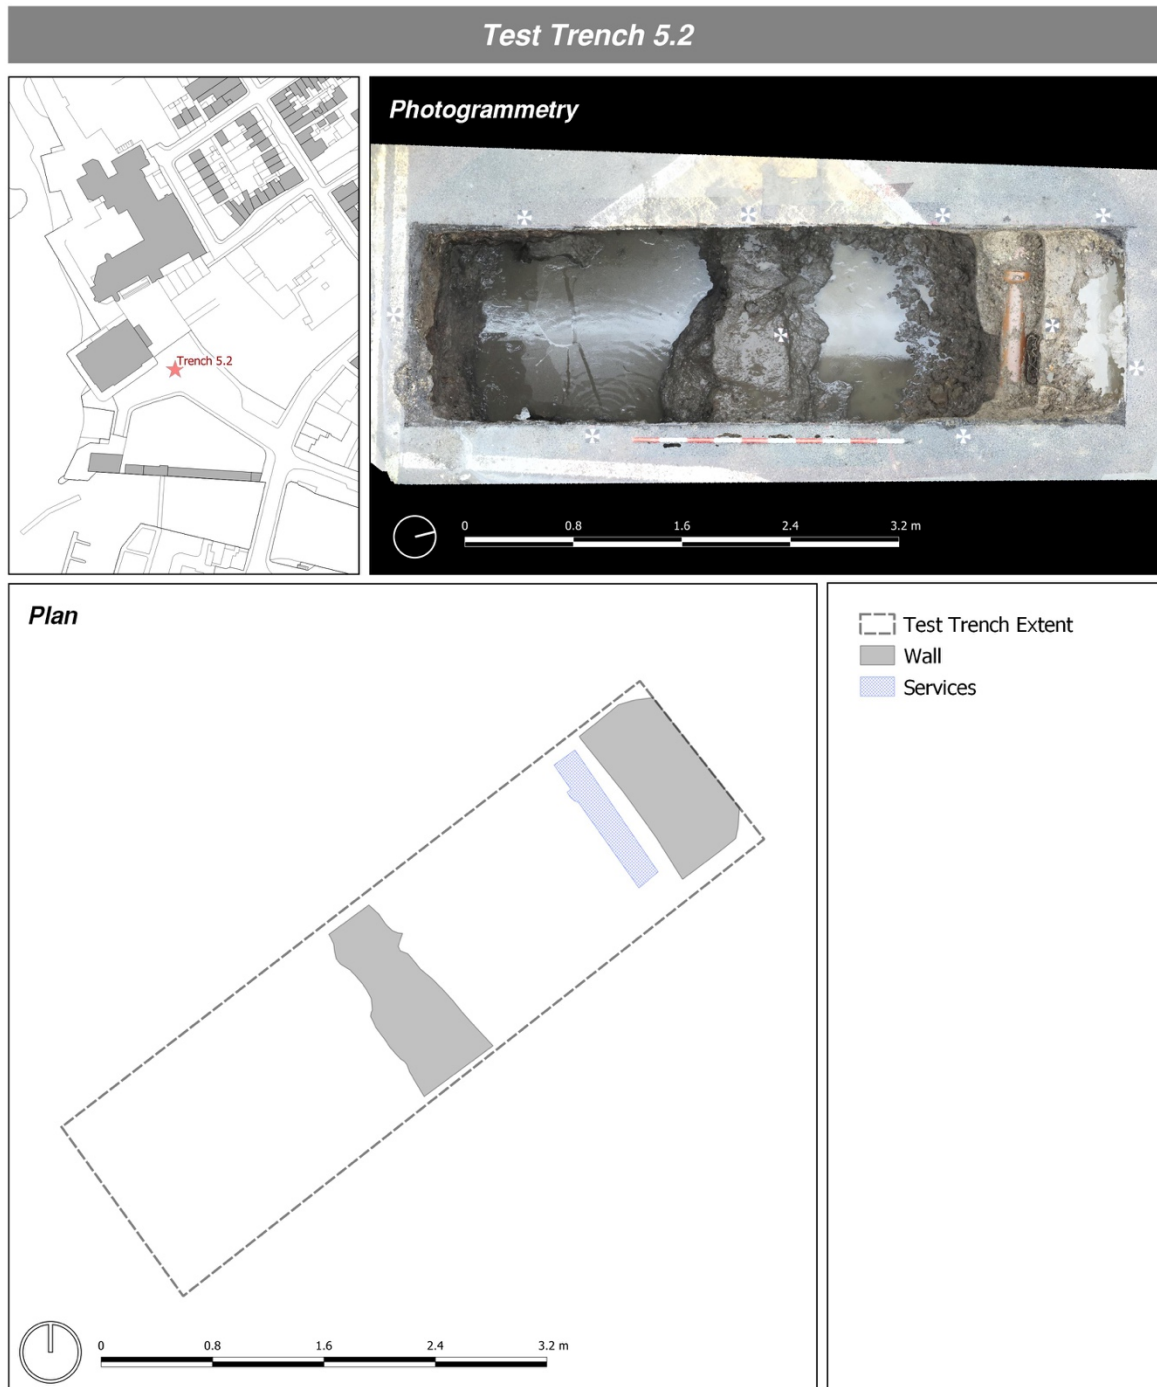 Test Trench 5.2
Trench 5.2
Photogrammetry
0 0.8 1.6 2.4 3.2 m
Plan
Test Trench Extent
Wall
Services
0 0.8 1.6 2.4 3.2 m